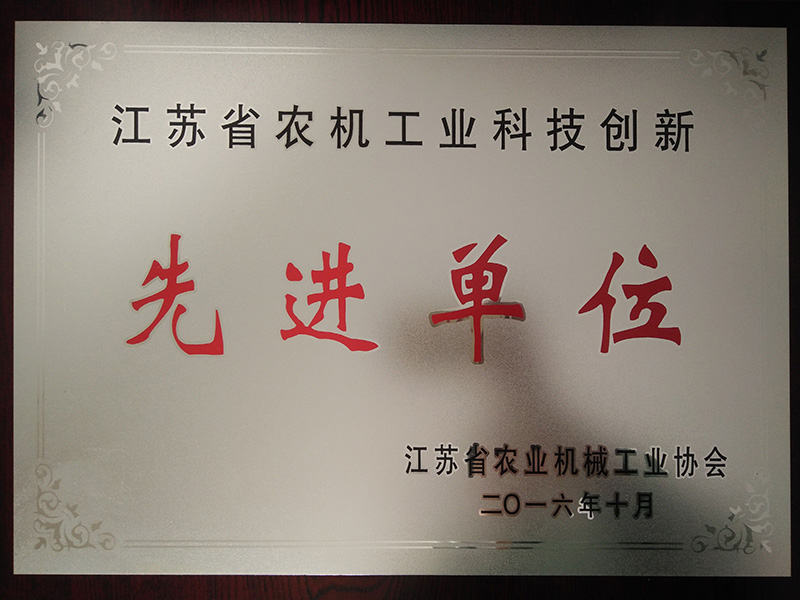 江苏省农机工业科技创新
先进单位
江苏省农业机械工业协会
二〇一六年十月